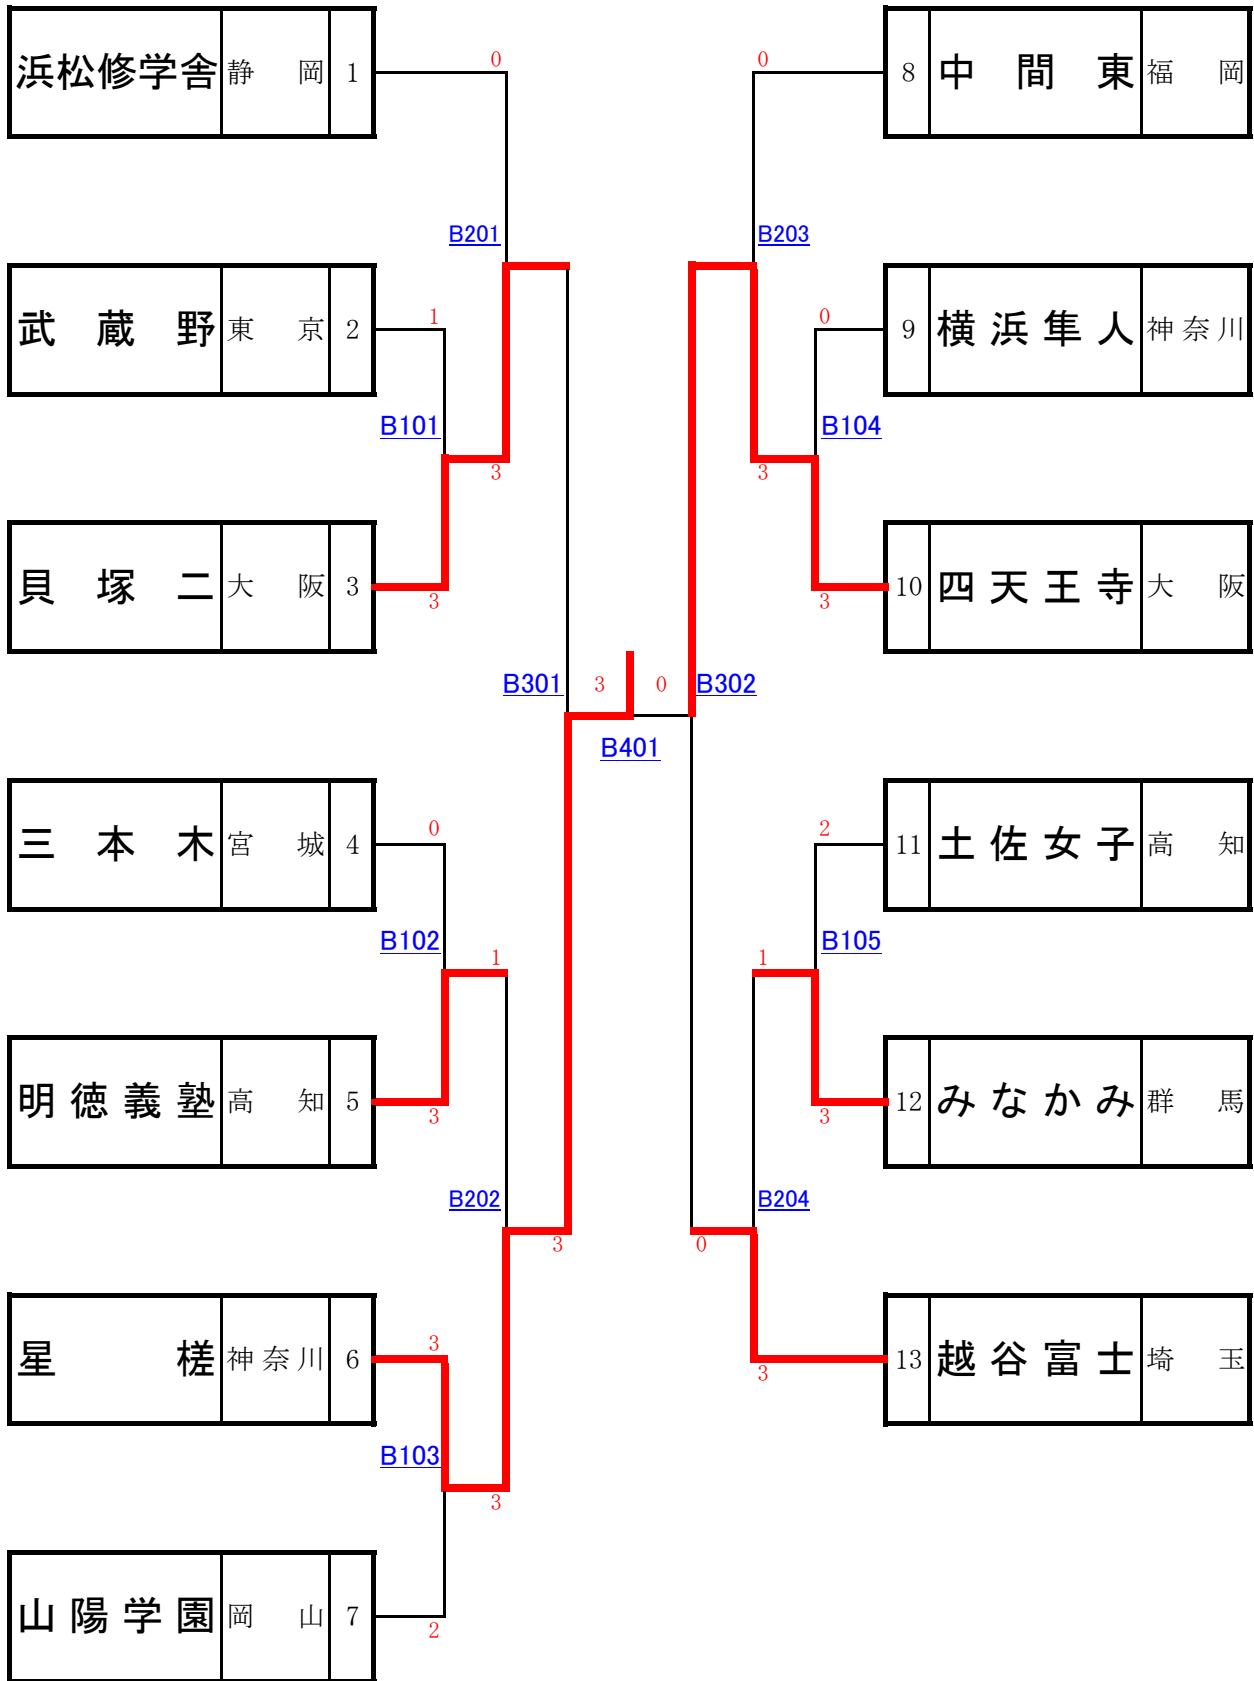 浜松修学舎 静岡 1
0
B201
武蔵野 東京 2
1
B101
3
貝塚二 大阪 3
3
B301
三本木 宮城 4
0
B102
1
明徳義塾 高知 5
3
B202
3
星槎 神奈川 6
3
B103
3
山陽学園 岡山 7
2
3 0
B401
0
8 中間東 福岡
B203
0
9 横浜隼人 神奈川
B104
3
10 四天王寺 大阪
3
B302
2
11 土佐女子 高知
B105
1
12 みなかみ 群馬
3
B204
0
13 越谷富士 埼玉
3